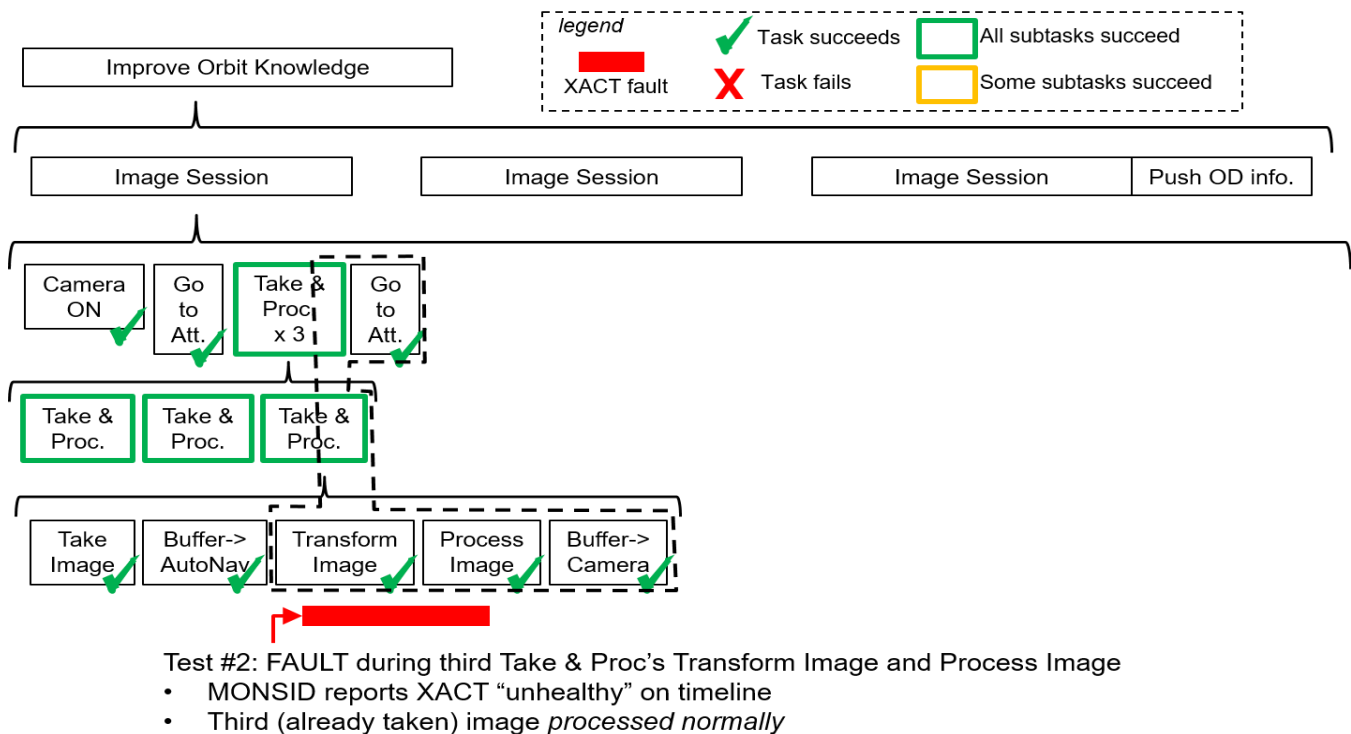 legend
Task succeeds
All subtasks succeed
XACT fault
X
Task fails
Some subtasks succeed
Improve Orbit Knowledge
Image Session
Image Session
Image Session
Push OD info.
Camera
ON
Go
to
Att.
Take &
Proc
x 3
Go
to
Att.
Take &
Proc.
Take &
Proc.
Take &
Proc.
Take
Image
Buffer->
AutoNav
Transform
Image
Process
Image
Buffer->
Camera
Test #2: FAULT during third Take & Proc’s Transform Image and Process Image
• MONSID reports XACT “unhealthy” on timeline
• Third (already taken) image processed normally